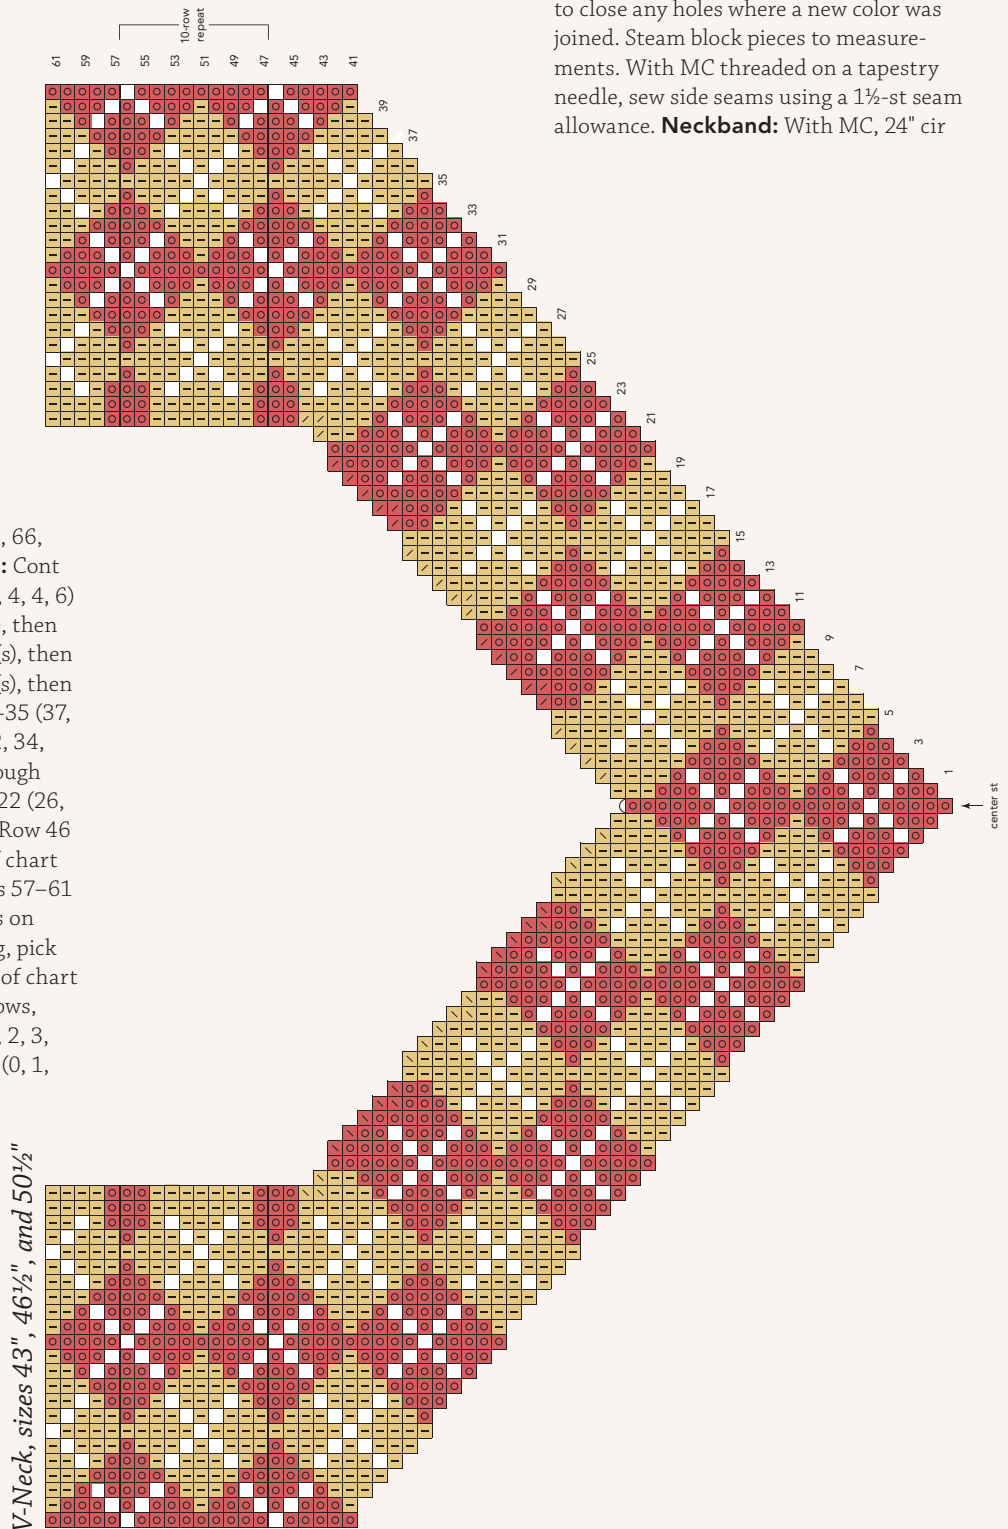 to close any holes where a new color was
joined. Steam block pieces to measure-
ments. With MC threaded on a tapestry
needle, sew side seams using a 1½-st seam
allowance. Neckband: With MC, 24" cir
10-row
repeat
61 59 57 55 53 51 49 47 45 43 41
39
37
35
33
31
29
27
25
23
21
19
17
15
13
11
9
7
5
3
1
center st
, 66,
: Cont
, 4, 4, 6)
, then
(s), then
(s), then
-35 (37,
, 34,
ough
22 (26,
Row 46
chart
s 57–61
s on
g, pick
of chart
ows,
, 2, 3,
(0, 1,
V-Neck, sizes 43", 46½", and 50½"